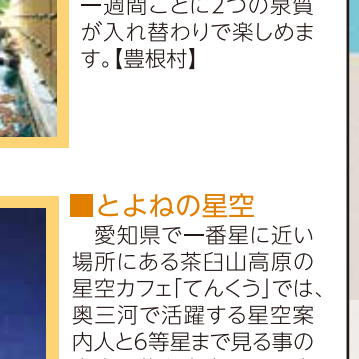 一週間ごとに2つの泉質
が入れ替わりで楽しめま
す。【豊根村】
■とよねの星空
愛知県で一番星に近い
場所にある茶臼山高原の
星空カフェ「てんくう」では、
奥三河で活躍する星空案
内人と6等星まで見る事の